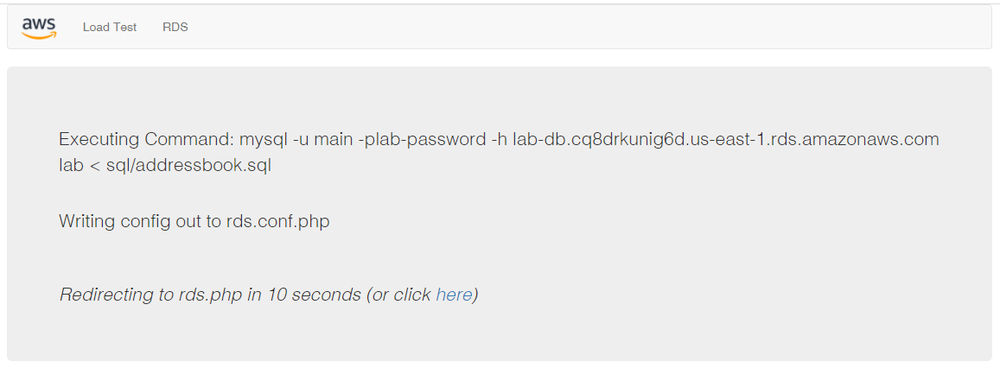 aws Load Test RDS
Executing Command: mysql -u main -plab-password -h lab-db.cq8drkunig6d.us-east-1.rds.amazonaws.com
lab < sql/addressbook.sql
Writing config out to rds.conf.php
Redirecting to rds.php in 10 seconds (or click here)